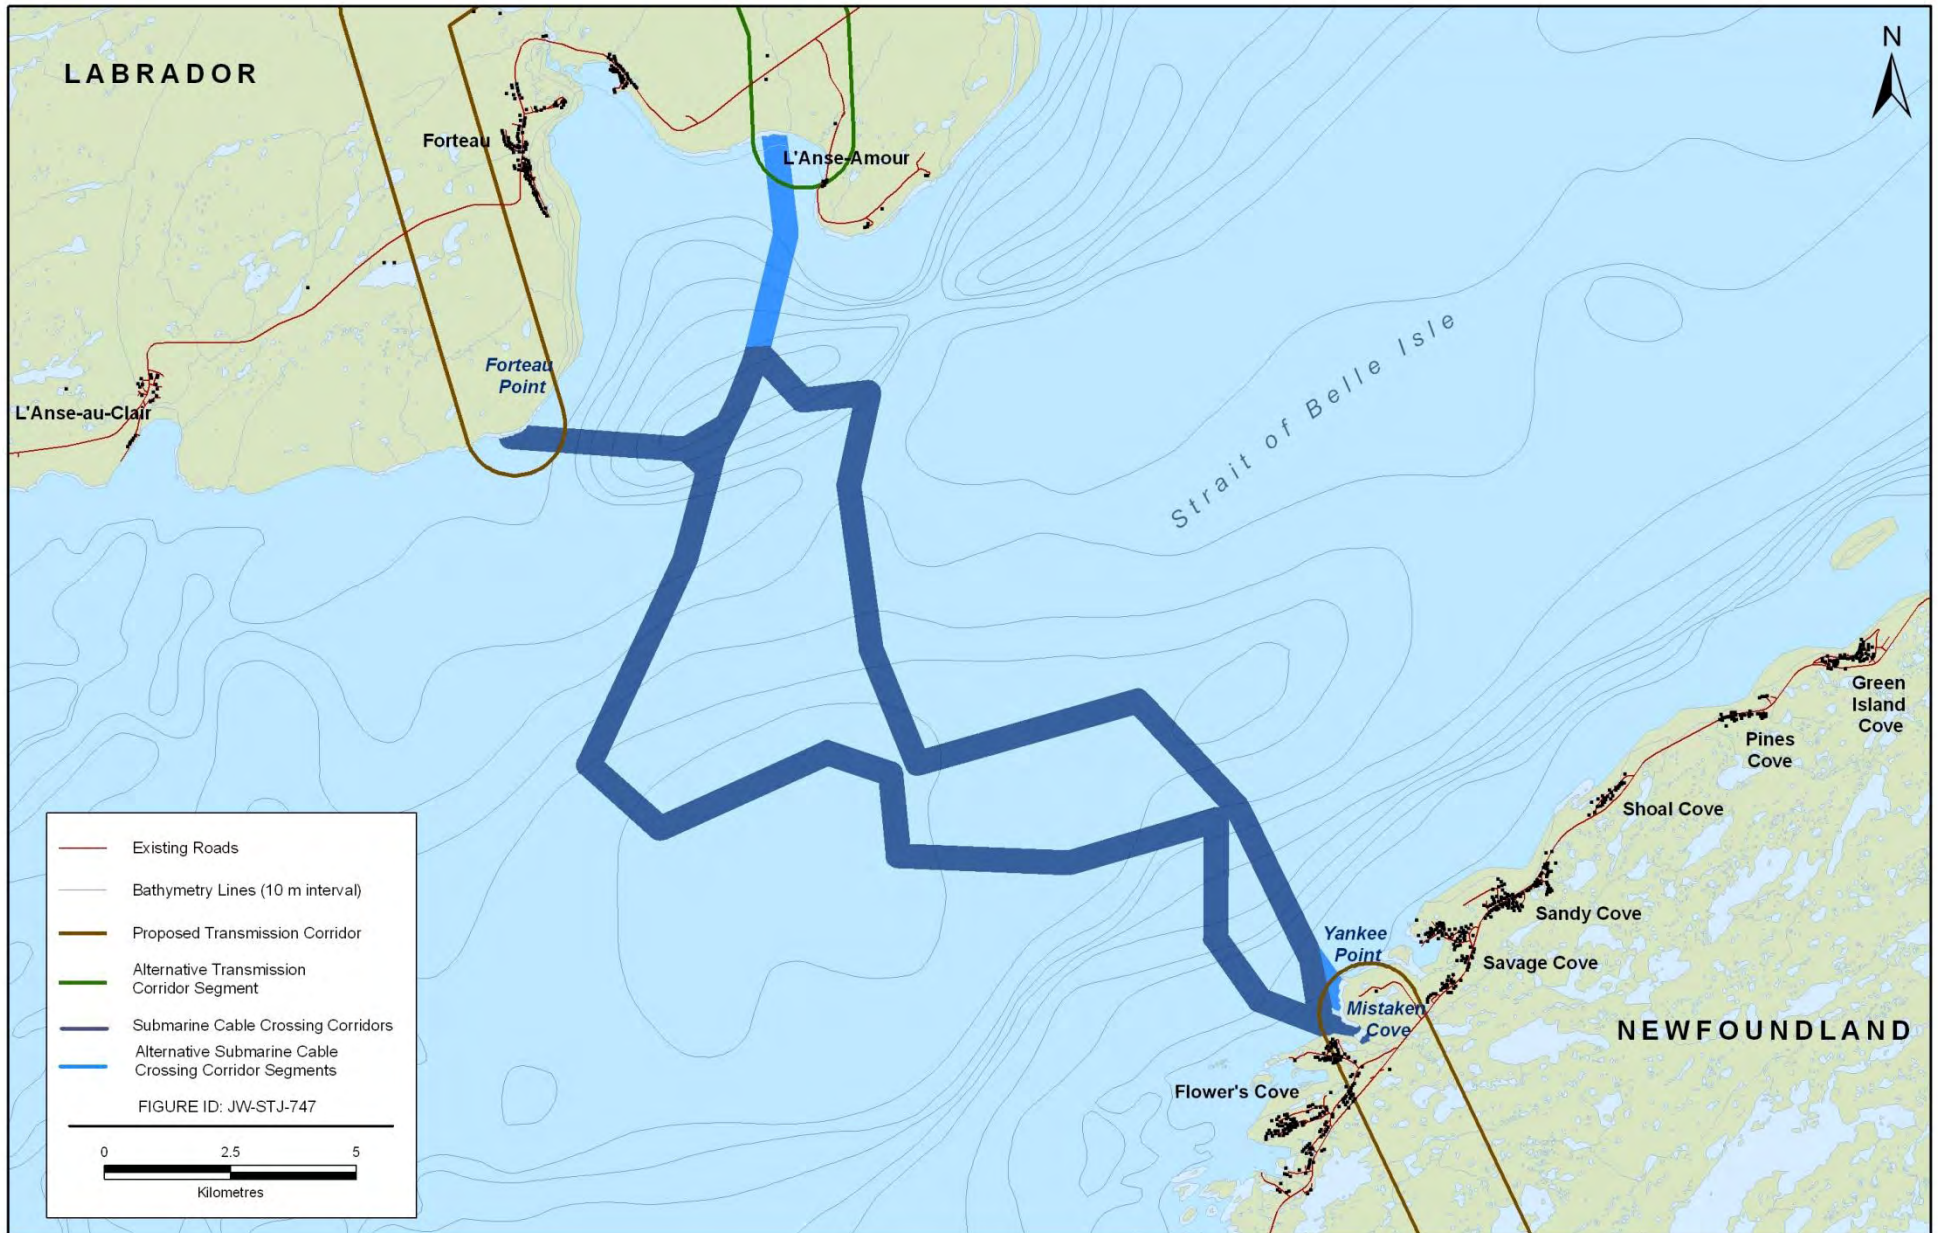 N
LABRADOR
Forteau
L'Anse-Amour
Forteau
Point
L'Anse-au-Clair
Strait of Belle Isle
Green
Island
Cove
Pines
Cove
Shoal Cove
Sandy Cove
Yankee
Point
Savage Cove
Mistaken
Cove
NEWFOUNDLAND
Flower's Cove
Existing Roads
Bathymetry Lines (10 m interval)
Proposed Transmission Corridor
Alternative Transmission
Corridor Segment
Submarine Cable Crossing Corridors
Alternative Submarine Cable
Crossing Corridor Segments
FIGURE ID: JW-STJ-747
0 2.5 5
Kilometres